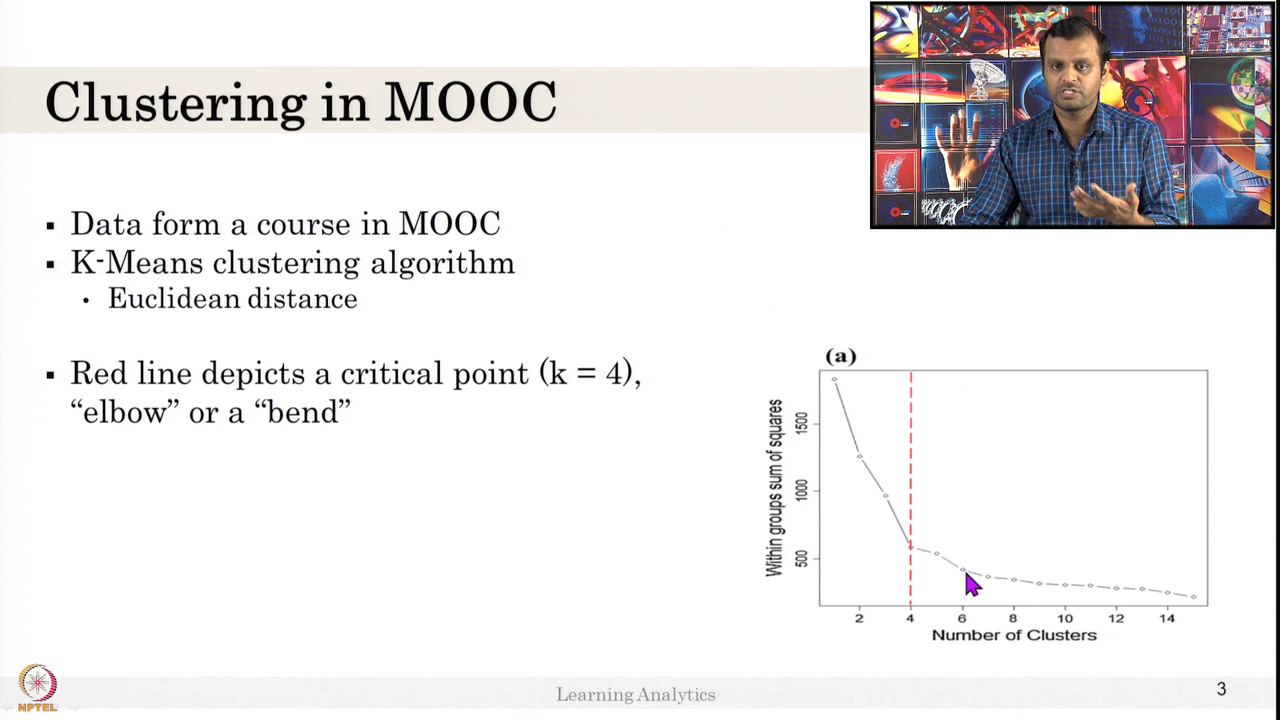 Clustering in MOOC
▪ Data form a course in MOOC
▪ K-Means clustering algorithm
• Euclidean distance
▪ Red line depicts a critical point (k = 4),
“elbow” or a “bend”
(a)
Within groups sum of squares
1500
1000
500
2 4 6 8 10 12 14
Number of Clusters
NPTEL
Learning Analytics
3